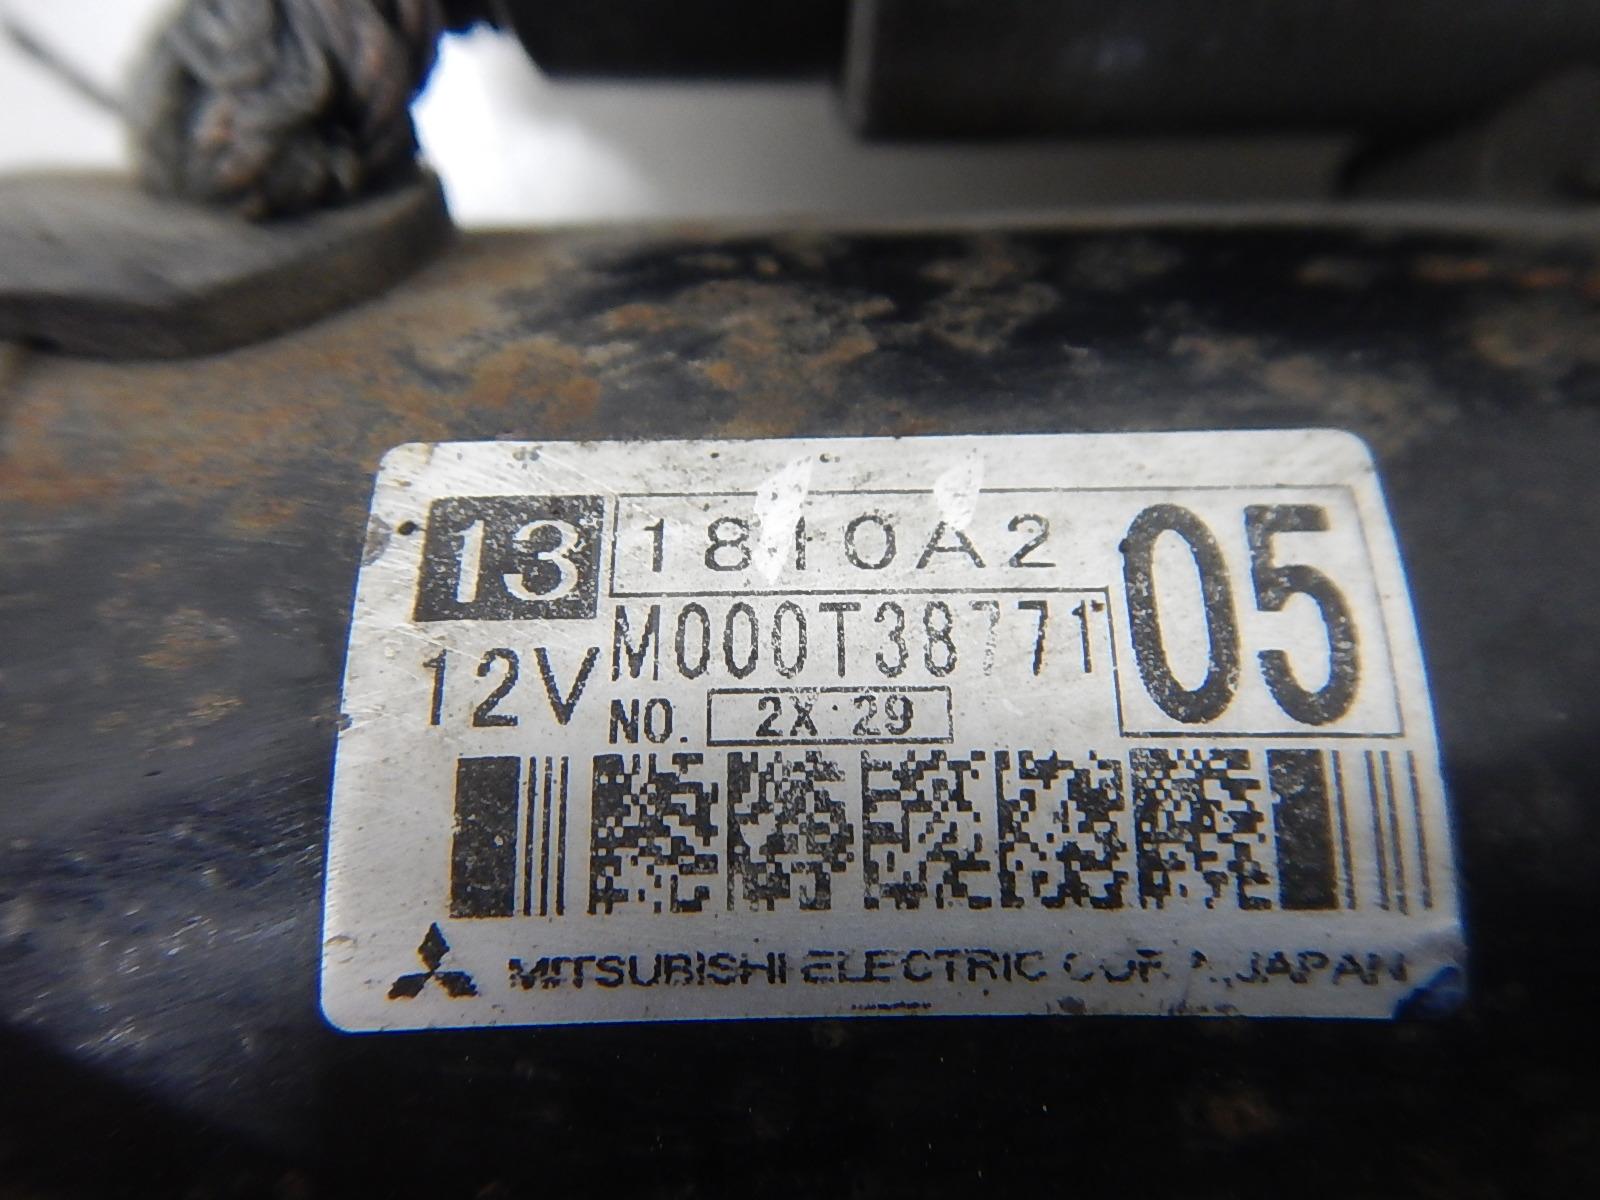 13 1810A2 05
12V M000T38771
NO. 2X 29
MITSUBISHI ELECTRIC JAPAN